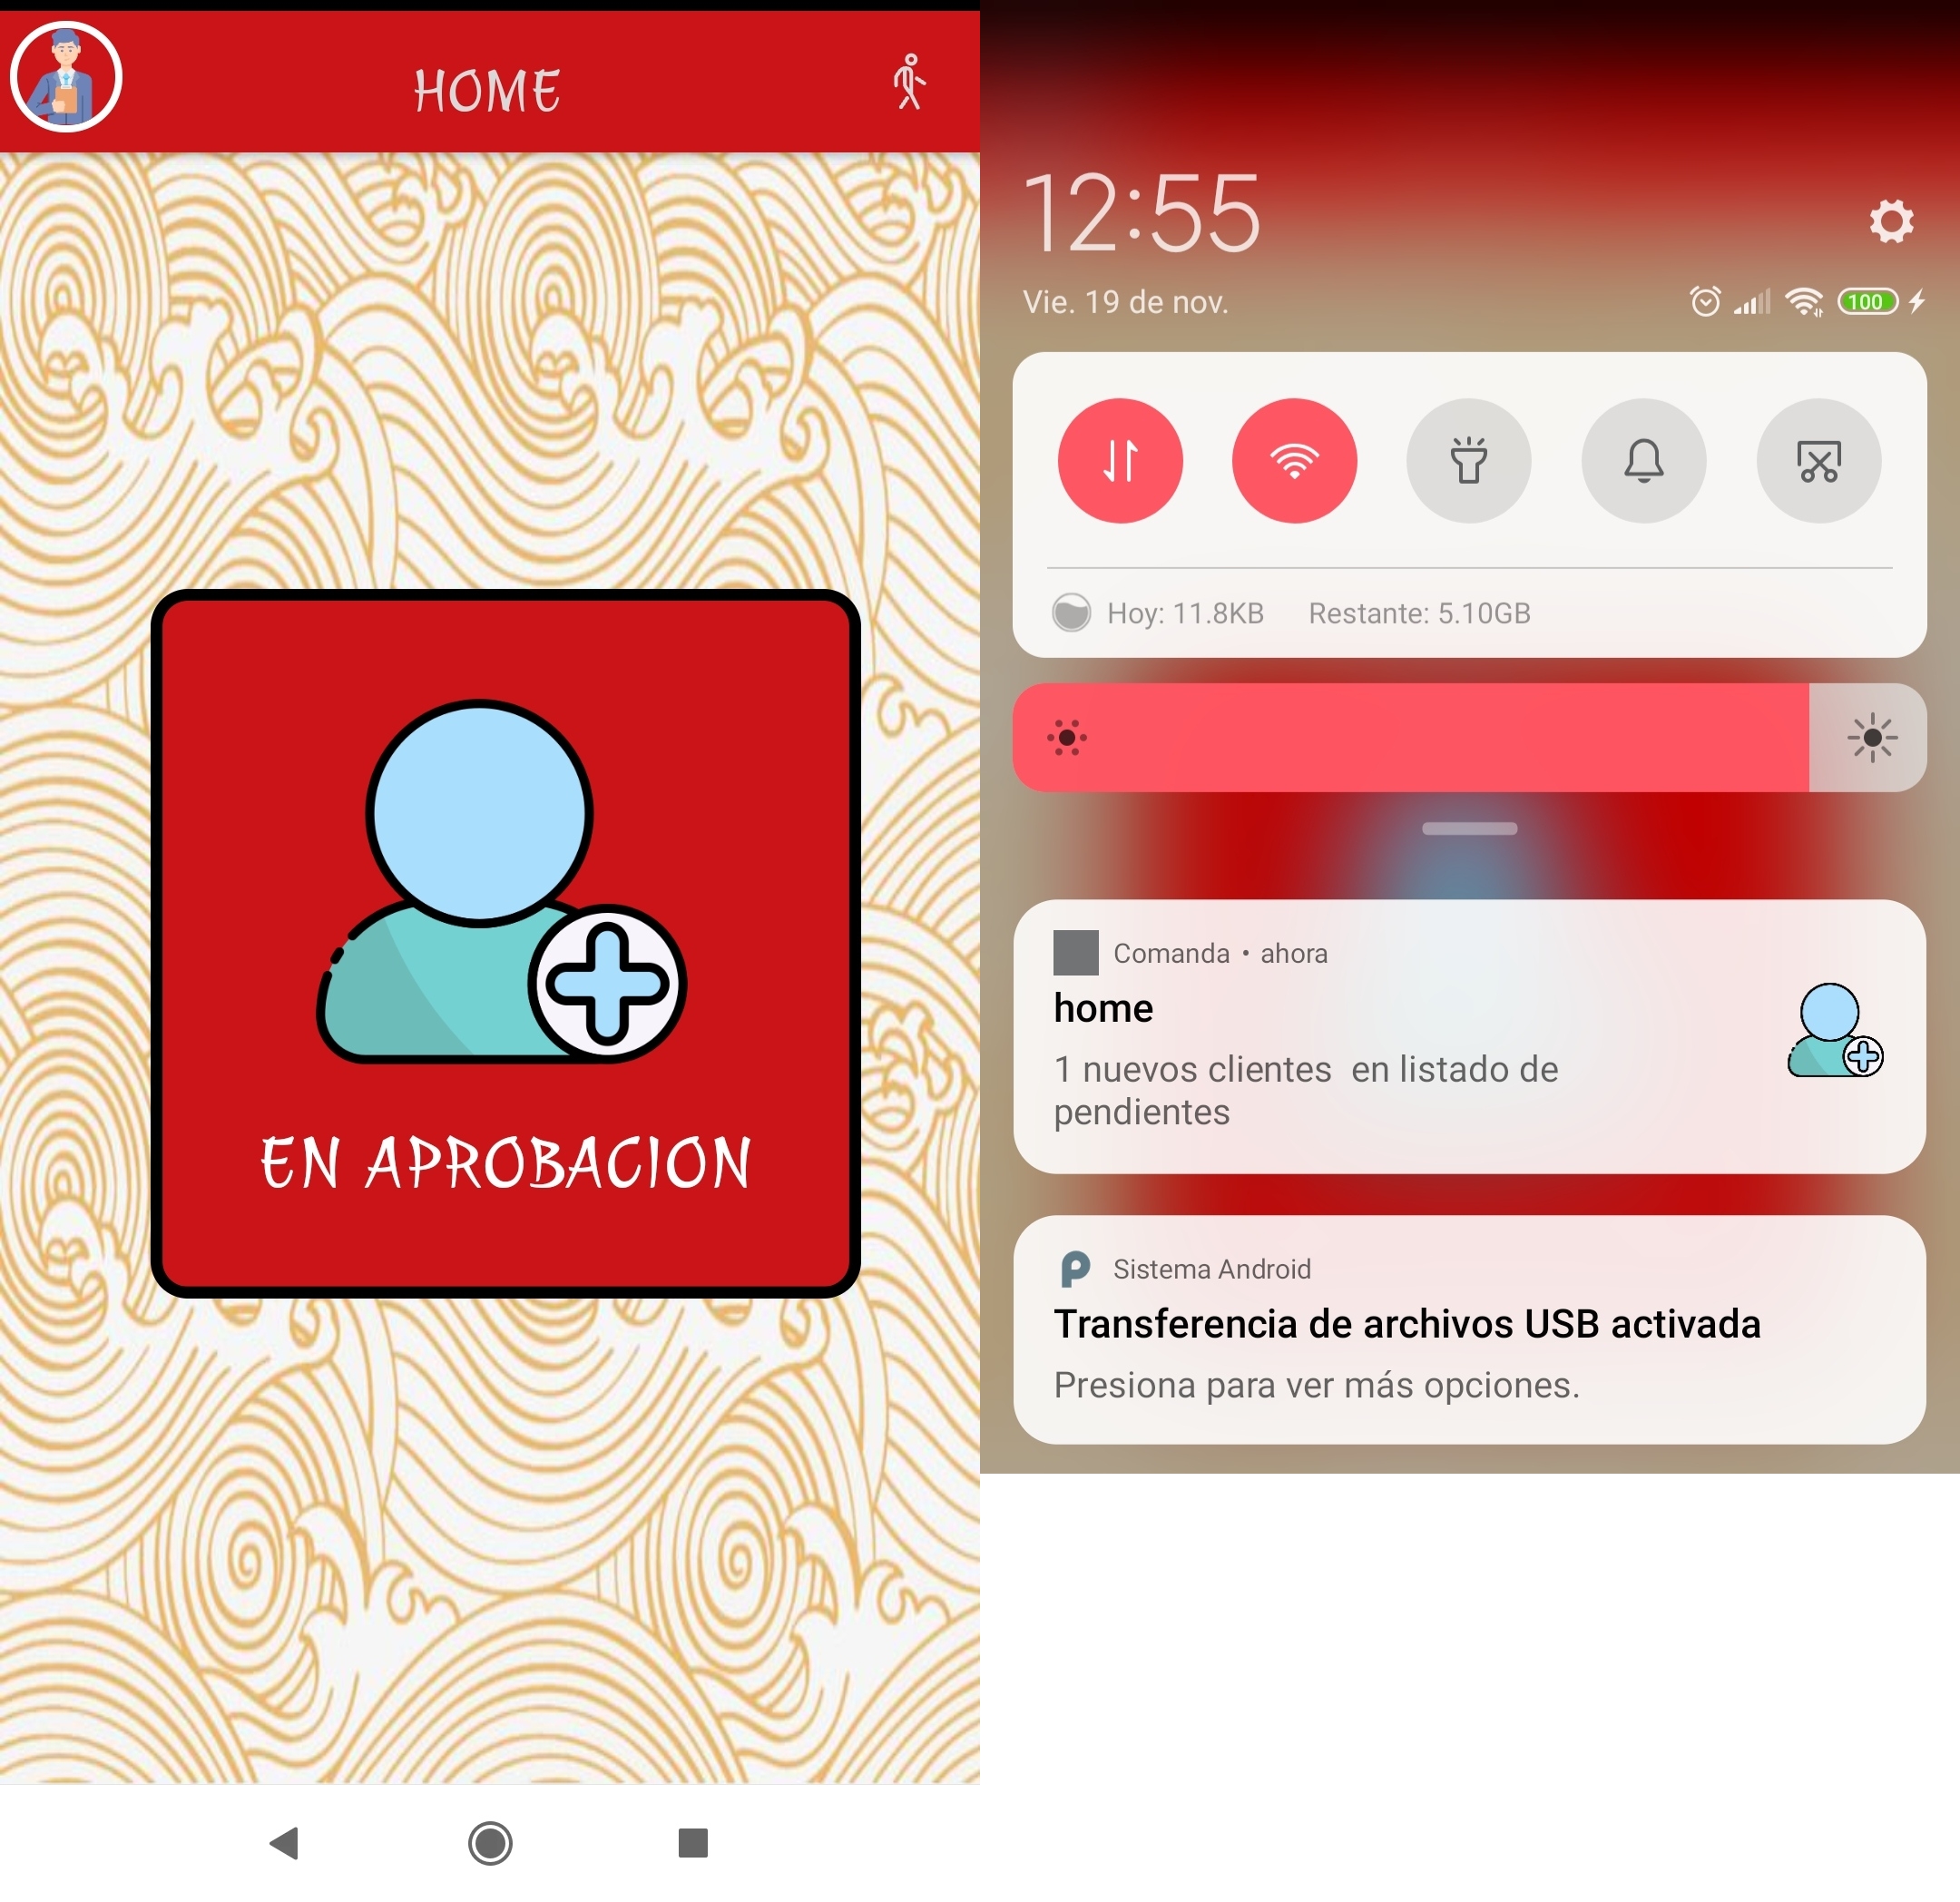 HOME
EN APROBACION
12:55
Vie. 19 de nov.
100
Hoy: 11.8KB Restante: 5.10GB
Comanda • ahora
home
1 nuevos clientes  en listado de
pendientes
Sistema Android
Transferencia de archivos USB activada
Presiona para ver más opciones.